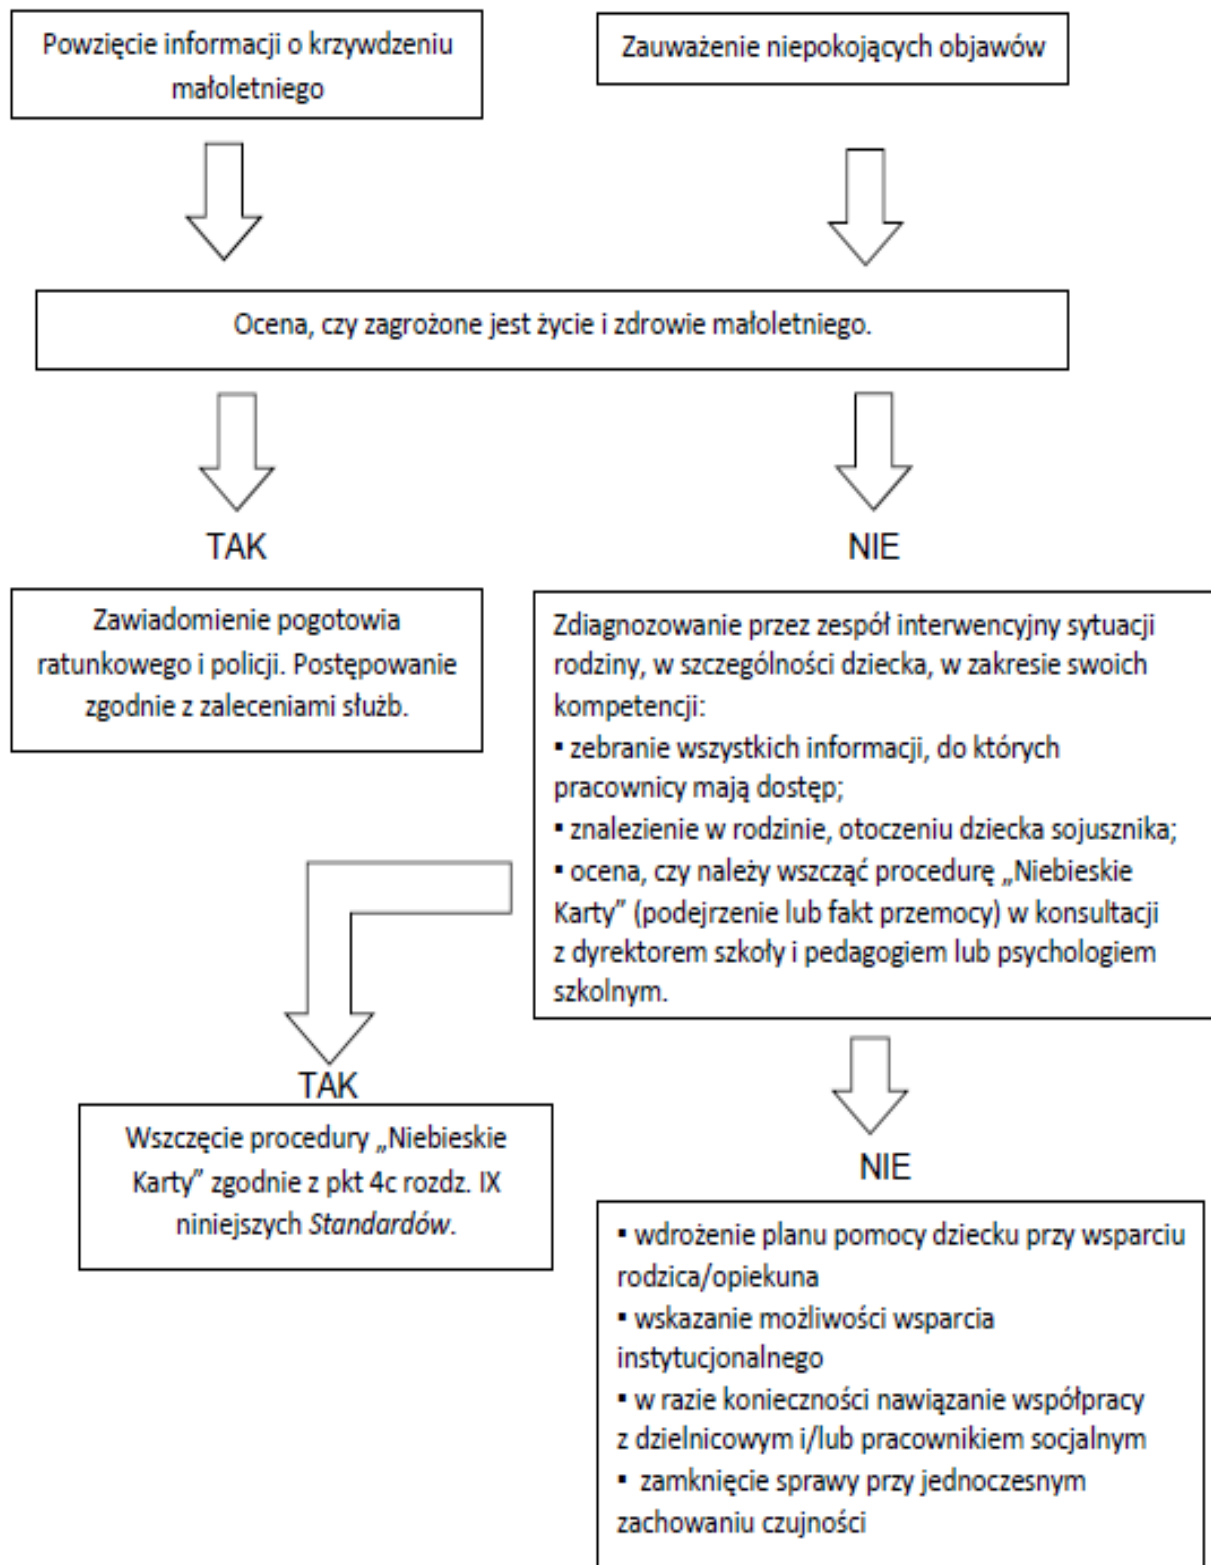 Powzięcie informacji o krzywdzeniu
małoletniego
Zauważenie niepokojących objawów
Ocena, czy zagrożone jest życie i zdrowie małoletniego.
TAK
NIE
Zawiadomienie pogotowia
ratunkowego i policji. Postępowanie
zgodnie z zaleceniami służb.
Zdiagnozowanie przez zespół interwencyjny sytuacji
rodziny, w szczególności dziecka, w zakresie swoich
kompetencji:
▪ zebranie wszystkich informacji, do których
pracownicy mają dostęp;
▪ znalezienie w rodzinie, otoczeniu dziecka sojusznika;
▪ ocena, czy należy wszcząć procedurę „Niebieskie
Karty” (podejrzenie lub fakt przemocy) w konsultacji
z dyrektorem szkoły i pedagogiem lub psychologiem
szkolnym.
TAK
Wszczęcie procedury „Niebieskie
Karty” zgodnie z pkt 4c rozdz. IX
niniejszych Standardów.
NIE
▪ wdrożenie planu pomocy dziecku przy wsparciu
rodzica/opiekuna
▪ wskazanie możliwości wsparcia
instytucjonalnego
▪ w razie konieczności nawiązanie współpracy
z dzielnicowym i/lub pracownikiem socjalnym
▪ zamknięcie sprawy przy jednoczesnym
zachowaniu czujności